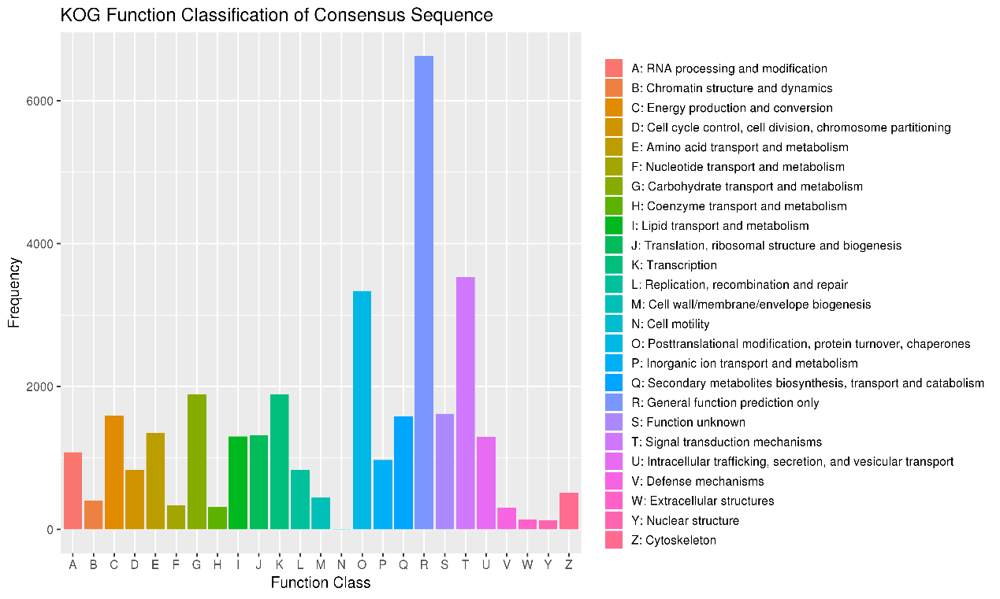 KOG Function Classification of Consensus Sequence
Frequency
6000
4000
2000
0
A B C D E F G H I J K L M N O P Q R S T U V W Y Z
Function Class
A: RNA processing and modification
B: Chromatin structure and dynamics
C: Energy production and conversion
D: Cell cycle control, cell division, chromosome partitioning
E: Amino acid transport and metabolism
F: Nucleotide transport and metabolism
G: Carbohydrate transport and metabolism
H: Coenzyme transport and metabolism
I: Lipid transport and metabolism
J: Translation, ribosomal structure and biogenesis
K: Transcription
L: Replication, recombination and repair
M: Cell wall/membrane/envelope biogenesis
N: Cell motility
O: Posttranslational modification, protein turnover, chaperones
P: Inorganic ion transport and metabolism
Q: Secondary metabolites biosynthesis, transport and catabolism
R: General function prediction only
S: Function unknown
T: Signal transduction mechanisms
U: Intracellular trafficking, secretion, and vesicular transport
V: Defense mechanisms
W: Extracellular structures
Y: Nuclear structure
Z: Cytoskeleton